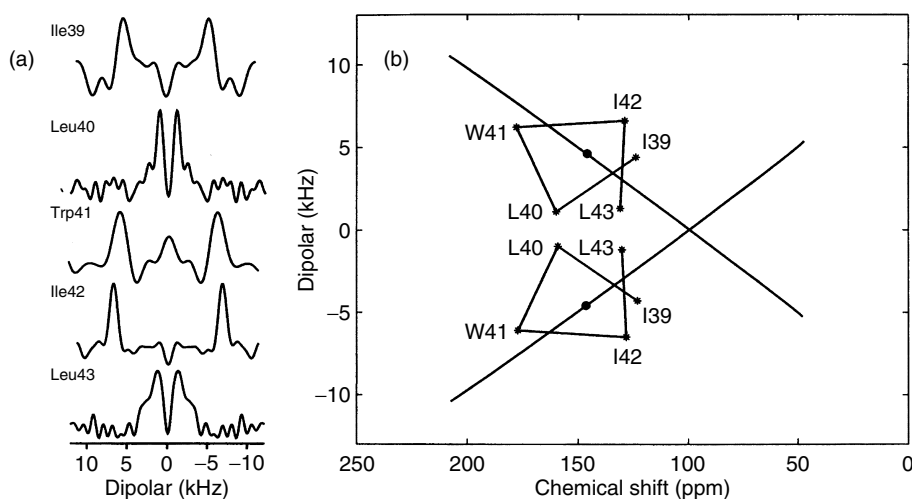 (a)
Ile39
Leu40
Trp41
Ile42
Leu43
10 5 0 −5 −10
Dipolar (kHz)
(b)
Dipolar (kHz)
10
5
0
−5
−10
I42
W41
I39
L40 L43
L40 L43
I39
W41
I42
250 200 150 100 50 0
Chemical shift (ppm)